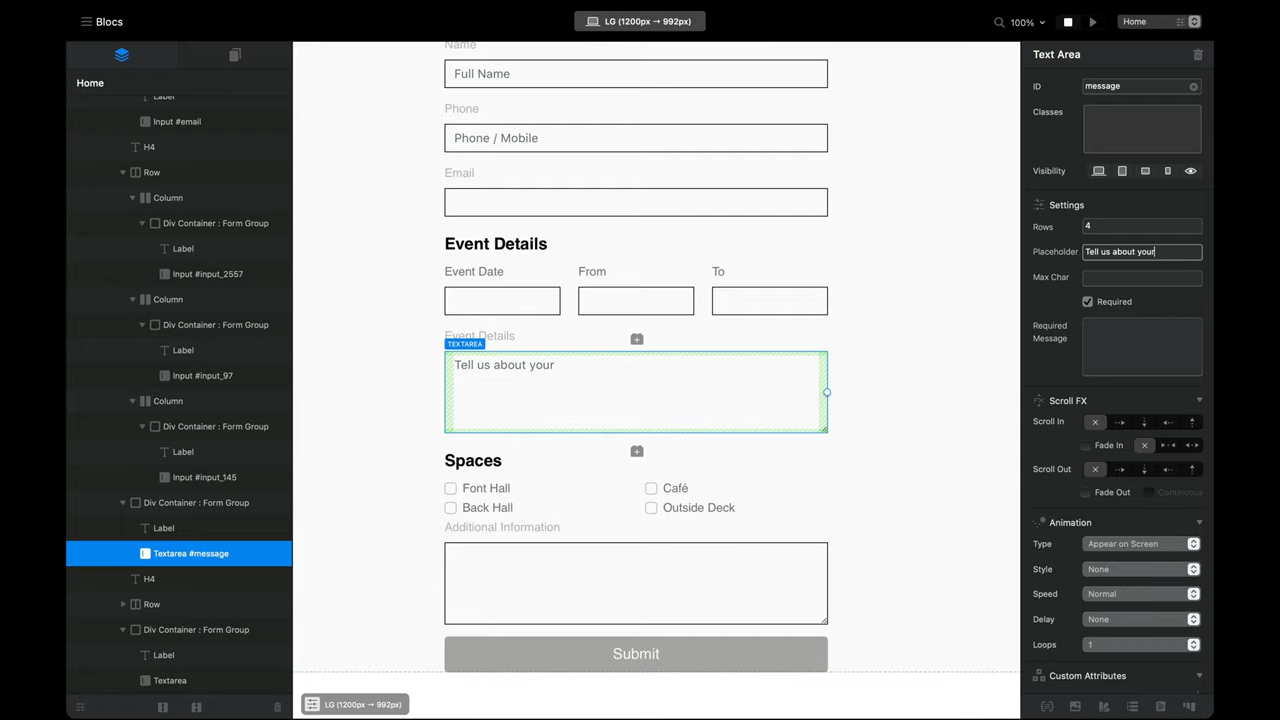 Blocs
LG (1200px → 992px)
100%
Home
Home
Label
Input #email
H4
Row
Column
Div Container : Form Group
Label
Input #input_2557
Column
Div Container : Form Group
Label
Input #input_97
Column
Div Container : Form Group
Label
Input #input_145
Div Container : Form Group
Label
Textarea #message
H4
Row
Div Container : Form Group
Label
Textarea
Name
Full Name
Phone
Phone / Mobile
Email
Event Details
Event Date From To
Event Details
TEXTAREA
Tell us about your
Spaces
Font Hall Café
Back Hall Outside Deck
Additional Information
Submit
LG (1200px → 992px)
Text Area
ID message
Classes
Visibility
Settings
Rows 4
Placeholder Tell us about your
Max Char
Required
Required
Message
Scroll FX
Scroll In
Fade In
Scroll Out
Fade Out Continuous
Animation
Type Appear on Screen
Style None
Speed Normal
Delay None
Loops 1
Custom Attributes